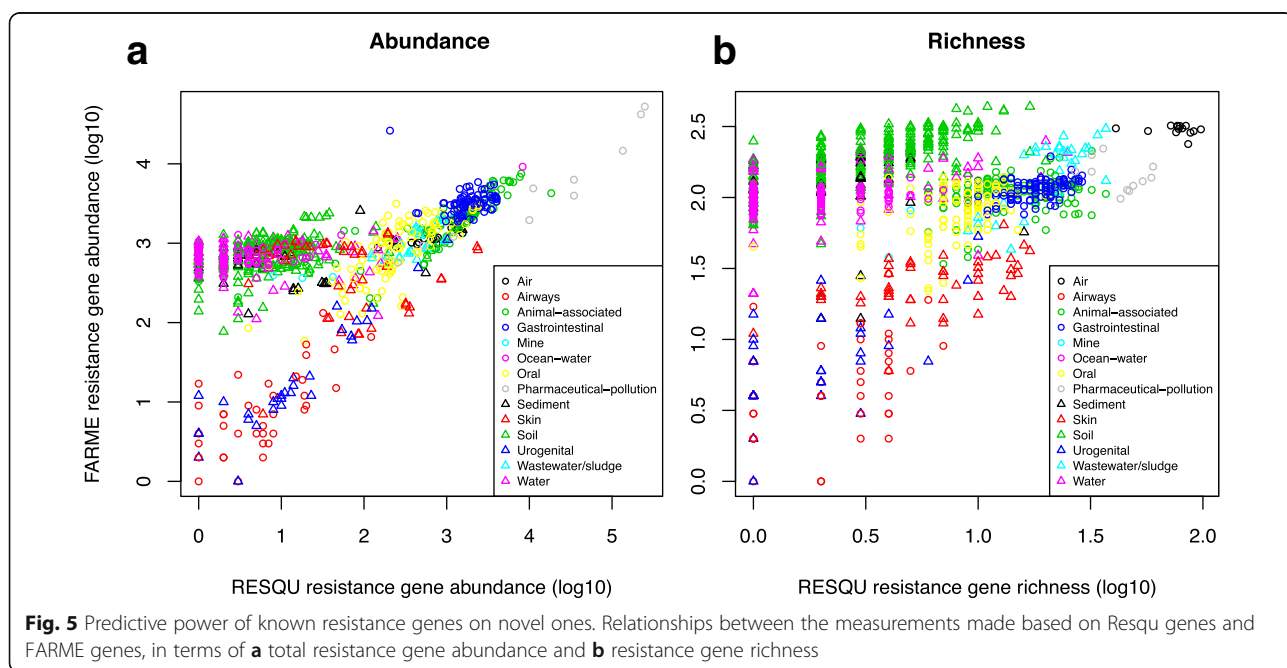 a
Abundance
FARME resistance gene abundance (log10)
4
3
2
1
0
Air
Airways
Animal−associated
Gastrointestinal
Mine
Ocean−water
Oral
Pharmaceutical−pollution
Sediment
Skin
Soil
Urogenital
Wastewater/sludge
Water
0 1 2 3 4 5
RESQU resistance gene abundance (log10)
b
Richness
2.5
2.0
1.5
1.0
0.5
0.0
Air
Airways
Animal−associated
Gastrointestinal
Mine
Ocean−water
Oral
Pharmaceutical−pollution
Sediment
Skin
Soil
Urogenital
Wastewater/sludge
Water
0.0 0.5 1.0 1.5 2.0
RESQU resistance gene richness (log10)
Fig. 5 Predictive power of known resistance genes on novel ones. Relationships between the measurements made based on Resqu genes and
FARME genes, in terms of a total resistance gene abundance and b resistance gene richness